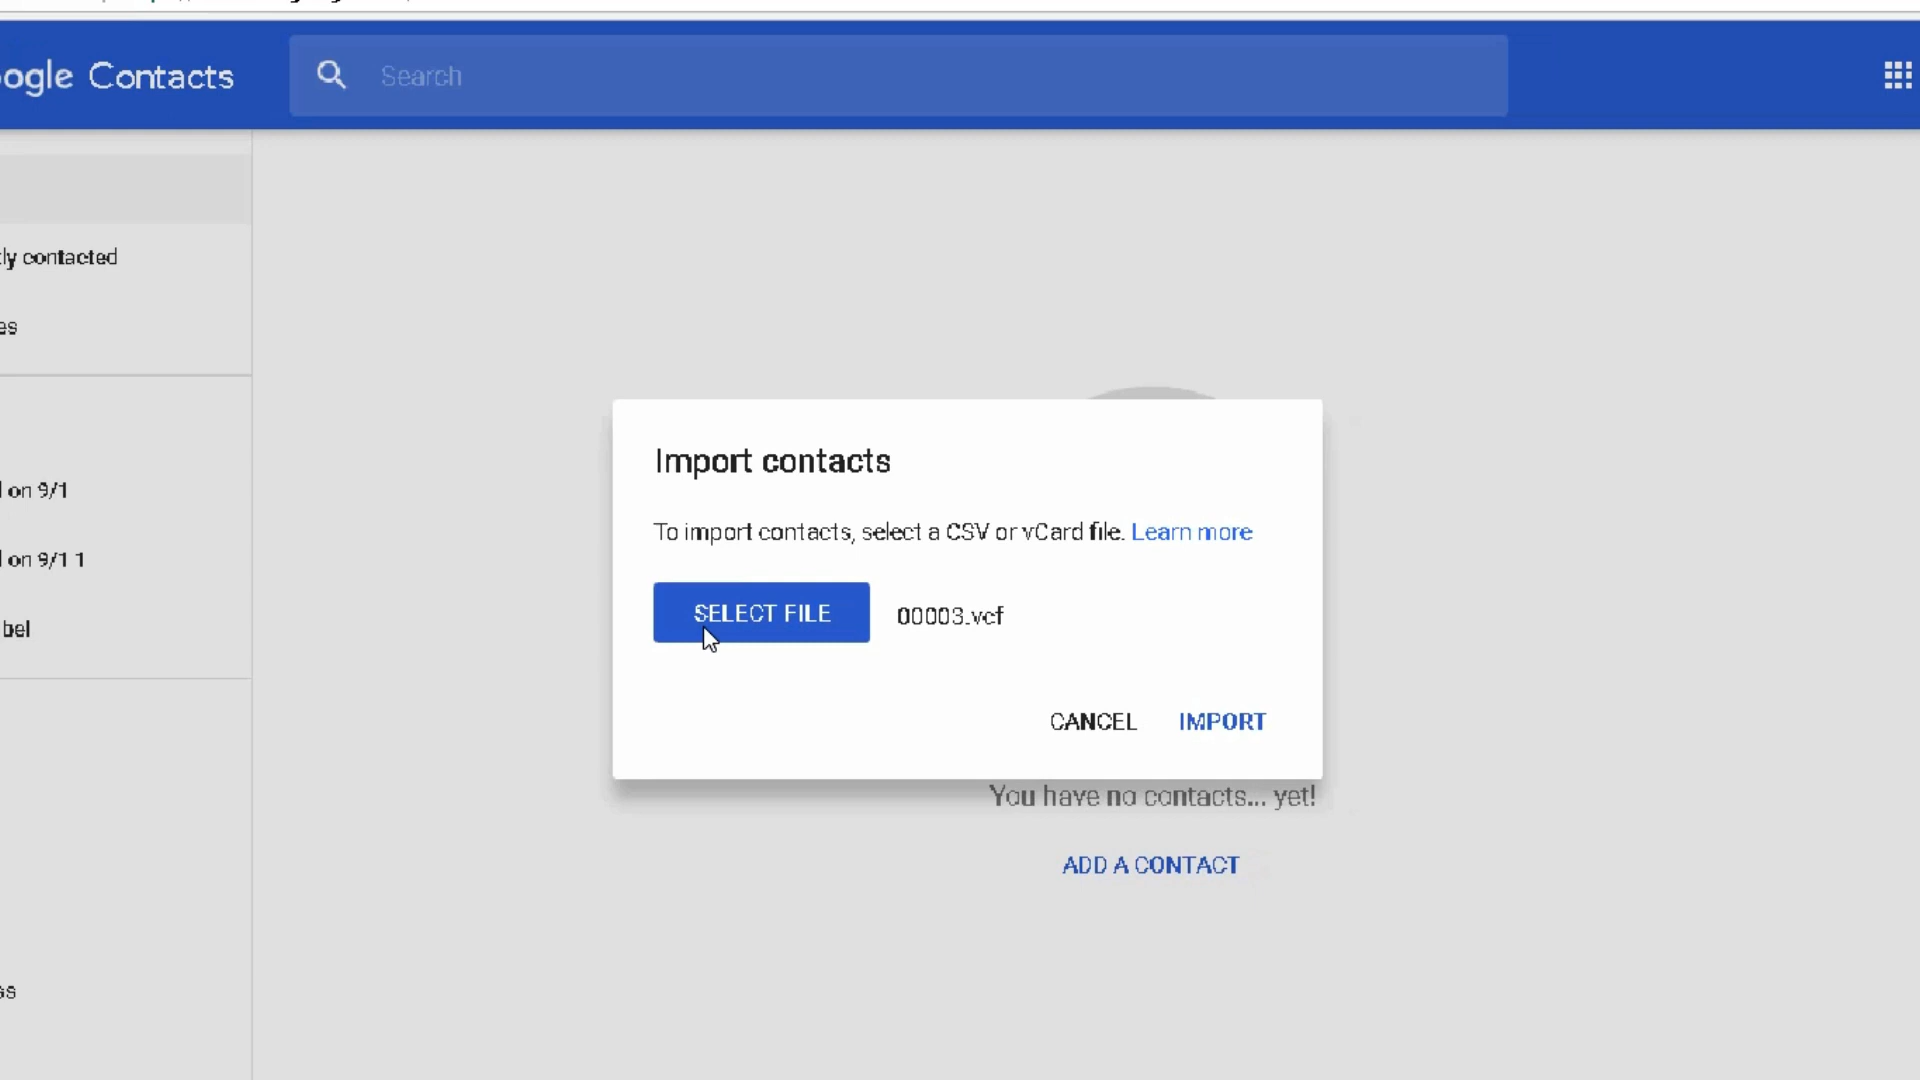 ogle Contacts
Search
tly contacted
es
on 9/1
on 9/1 1
bel
Import contacts
To import contacts, select a CSV or vCard file. Learn more
SELECT FILE
00003.vcf
CANCEL IMPORT
You have no contacts... yet!
ADD A CONTACT
ss